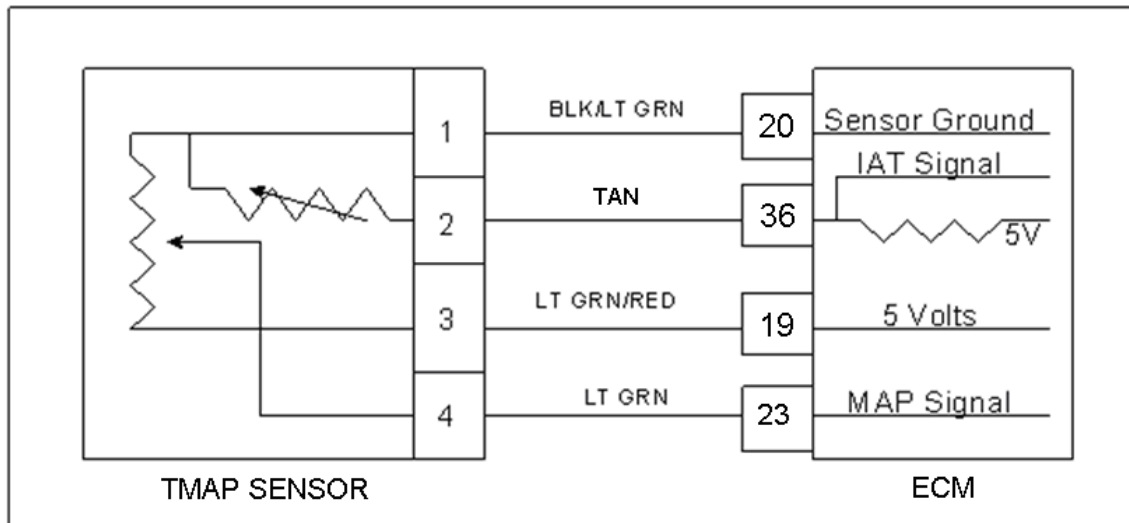 1 BLK/LT GRN 20 Sensor Ground
IAT Signal
2 TAN 36 5V
3 LT GRN/RED 19 5 Volts
4 LT GRN 23 MAP Signal
TMAP SENSOR ECM